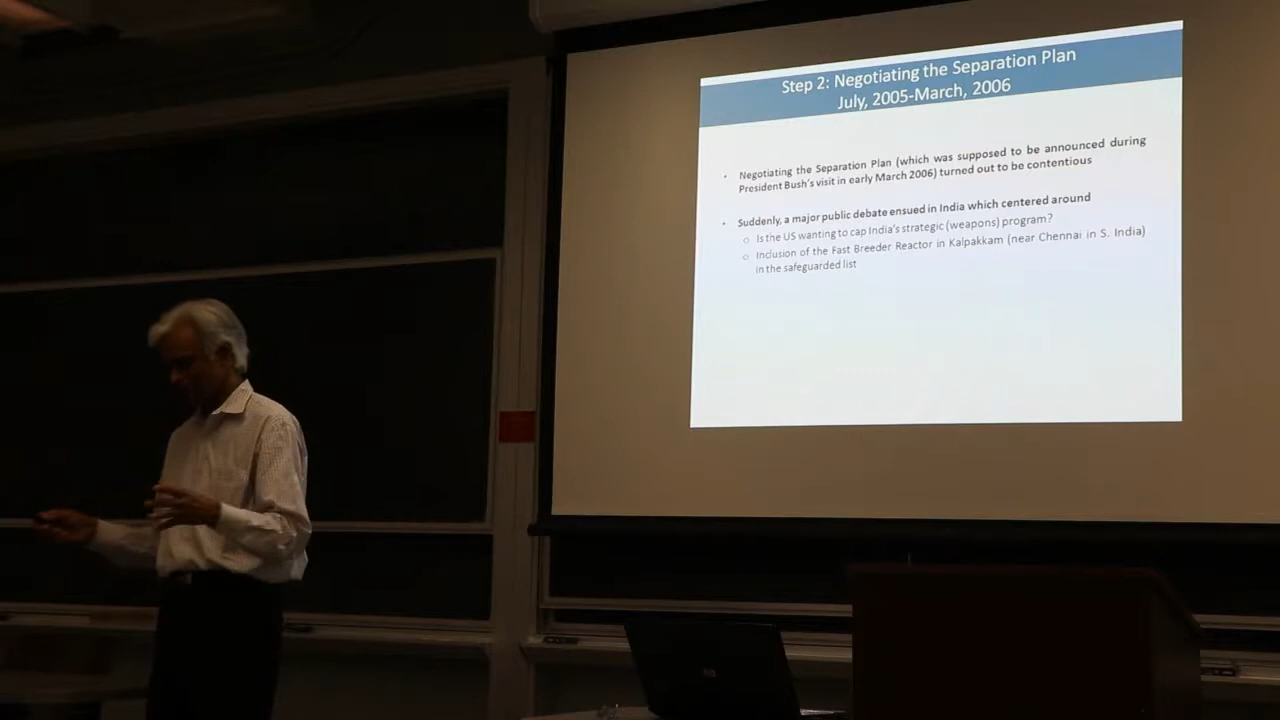 Step 2: Negotiating the Separation Plan
July, 2005-March, 2006
• Negotiating the Separation Plan (which was supposed to be announced during
President Bush's visit in early March 2006) turned out to be contentious
• Suddenly, a major public debate ensued in India which centered around
○ Is the US wanting to cap India's strategic (weapons) program?
○ Inclusion of the Fast Breeder Reactor in Kalpakkam (near Chennai in S. India)
in the safeguarded list